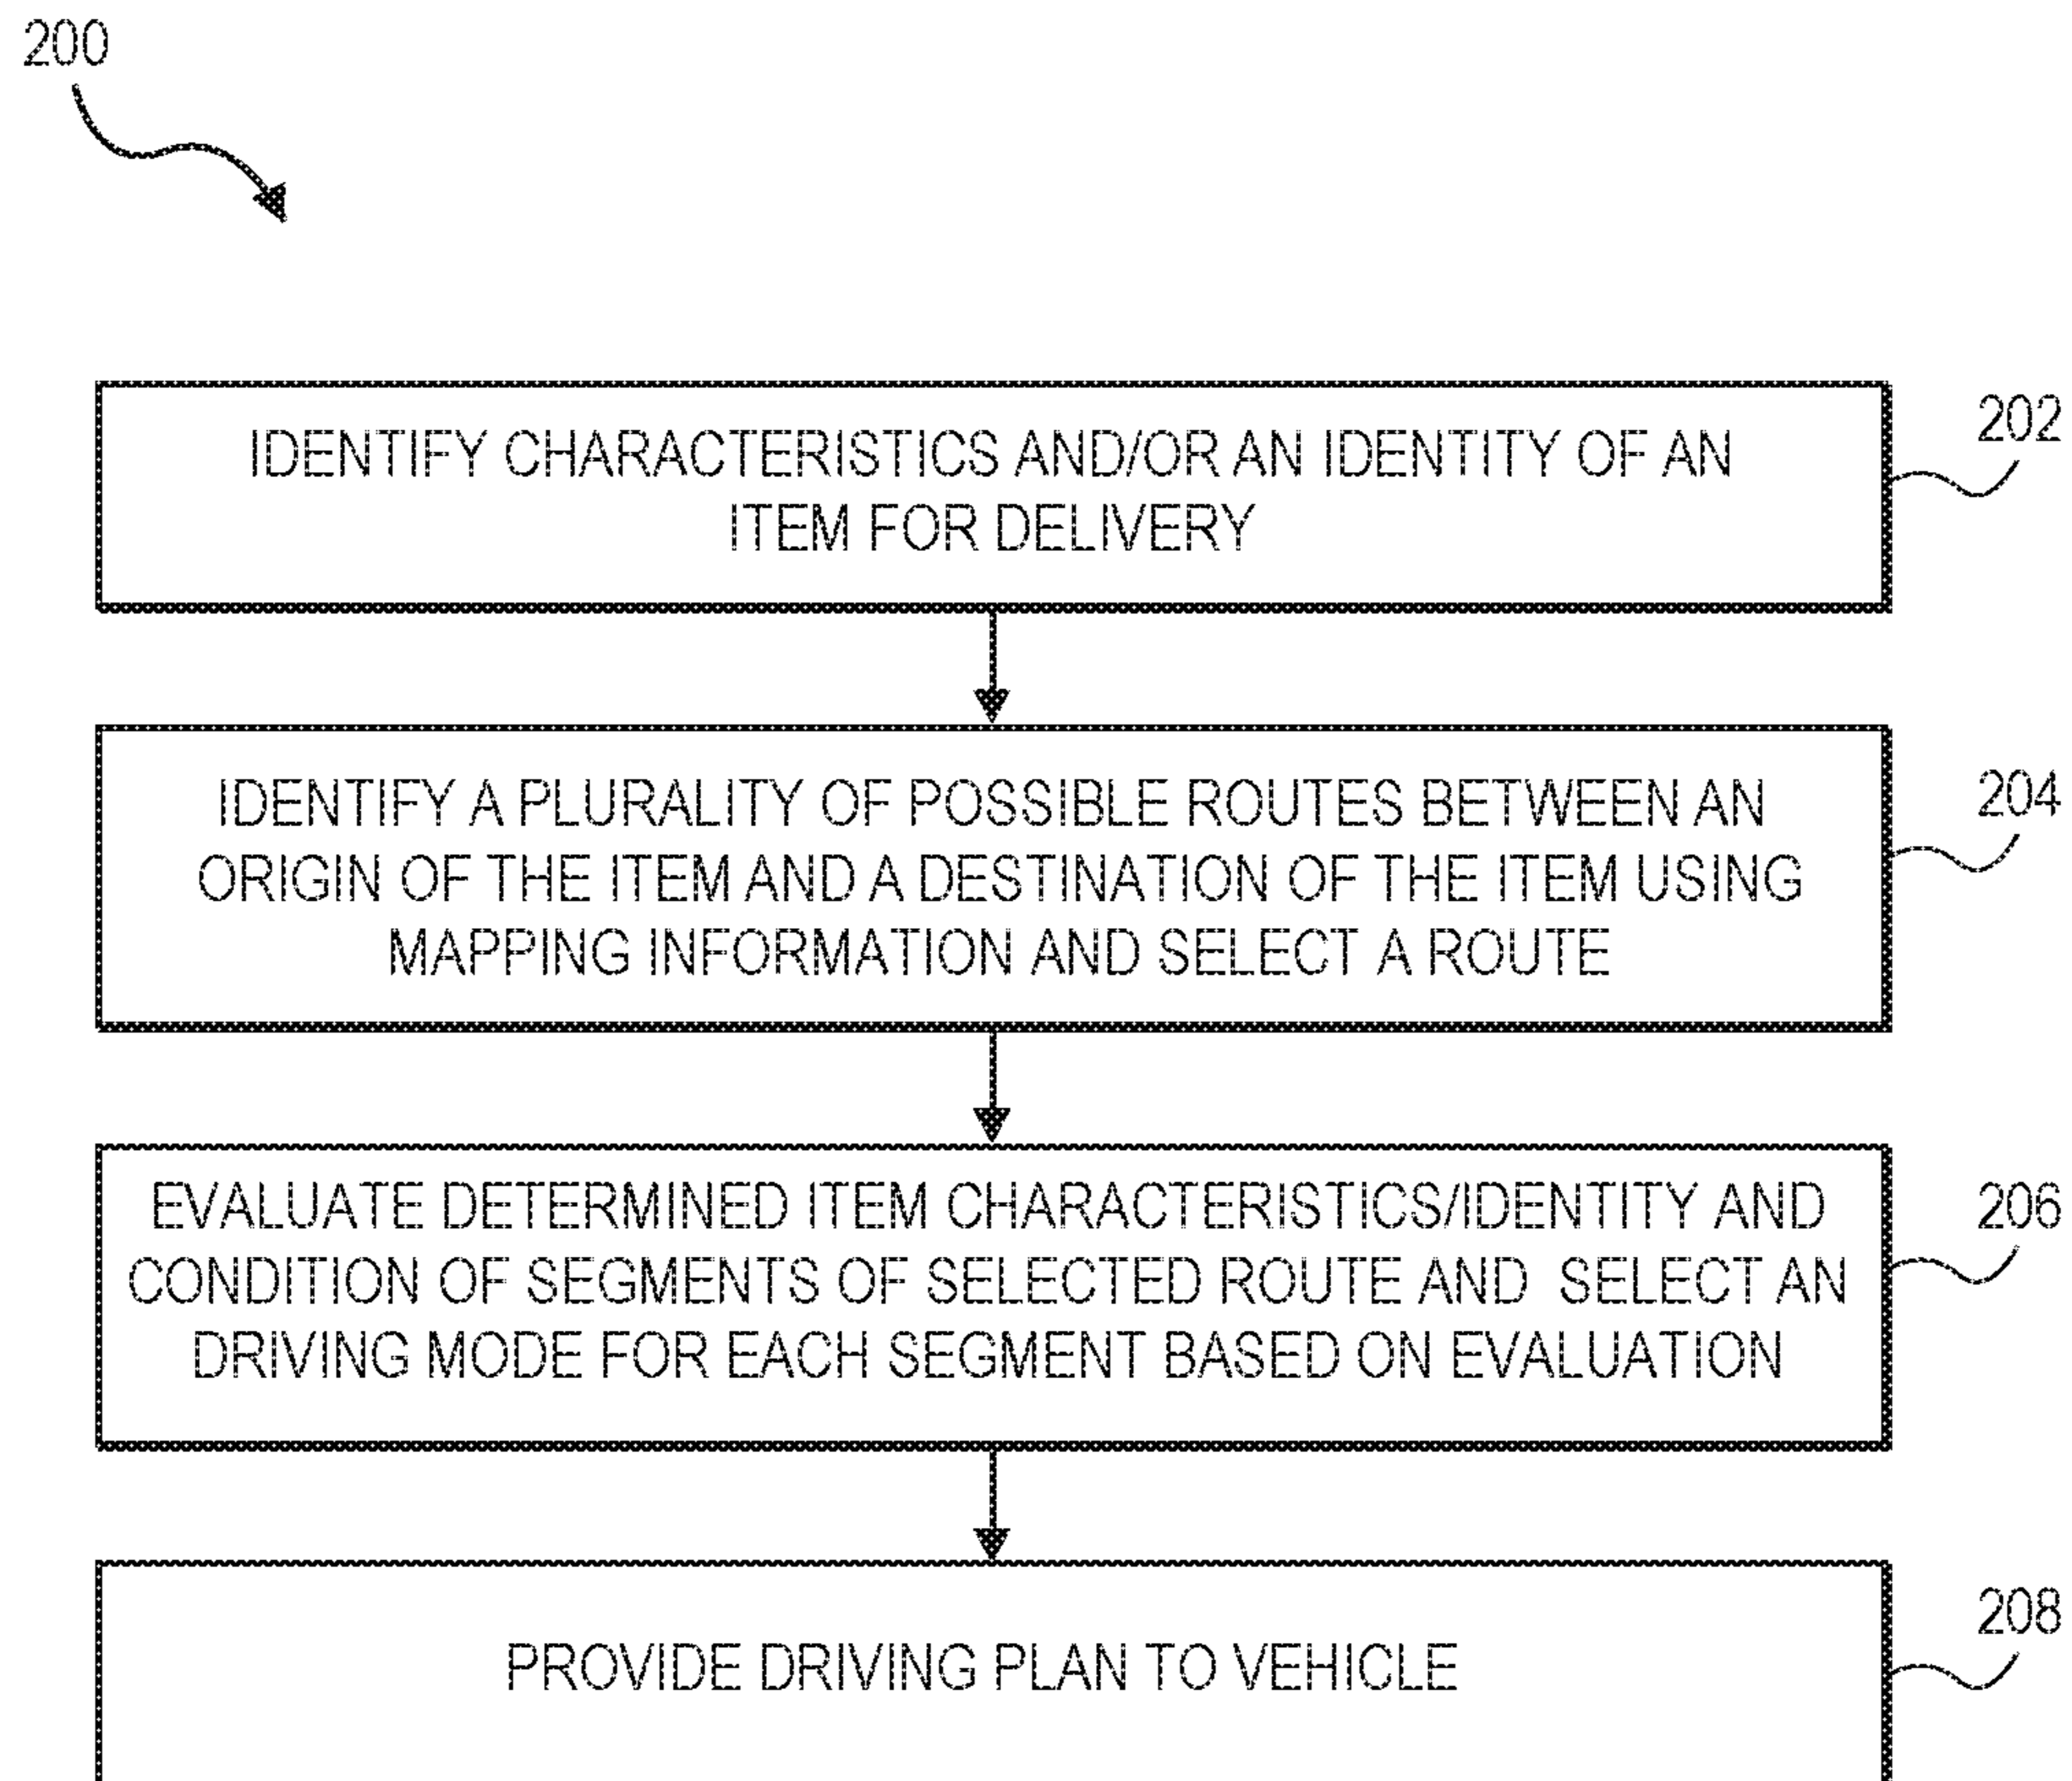 200
IDENTIFY CHARACTERISTICS AND/OR AN IDENTITY OF AN
ITEM FOR DELIVERY
202
IDENTIFY A PLURALITY OF POSSIBLE ROUTES BETWEEN AN
ORIGIN OF THE ITEM AND A DESTINATION OF THE ITEM USING
MAPPING INFORMATION AND SELECT A ROUTE
204
EVALUATE DETERMINED ITEM CHARACTERISTICS/IDENTITY AND
CONDITION OF SEGMENTS OF SELECTED ROUTE AND SELECT AN
DRIVING MODE FOR EACH SEGMENT BASED ON EVALUATION
206
PROVIDE DRIVING PLAN TO VEHICLE
208